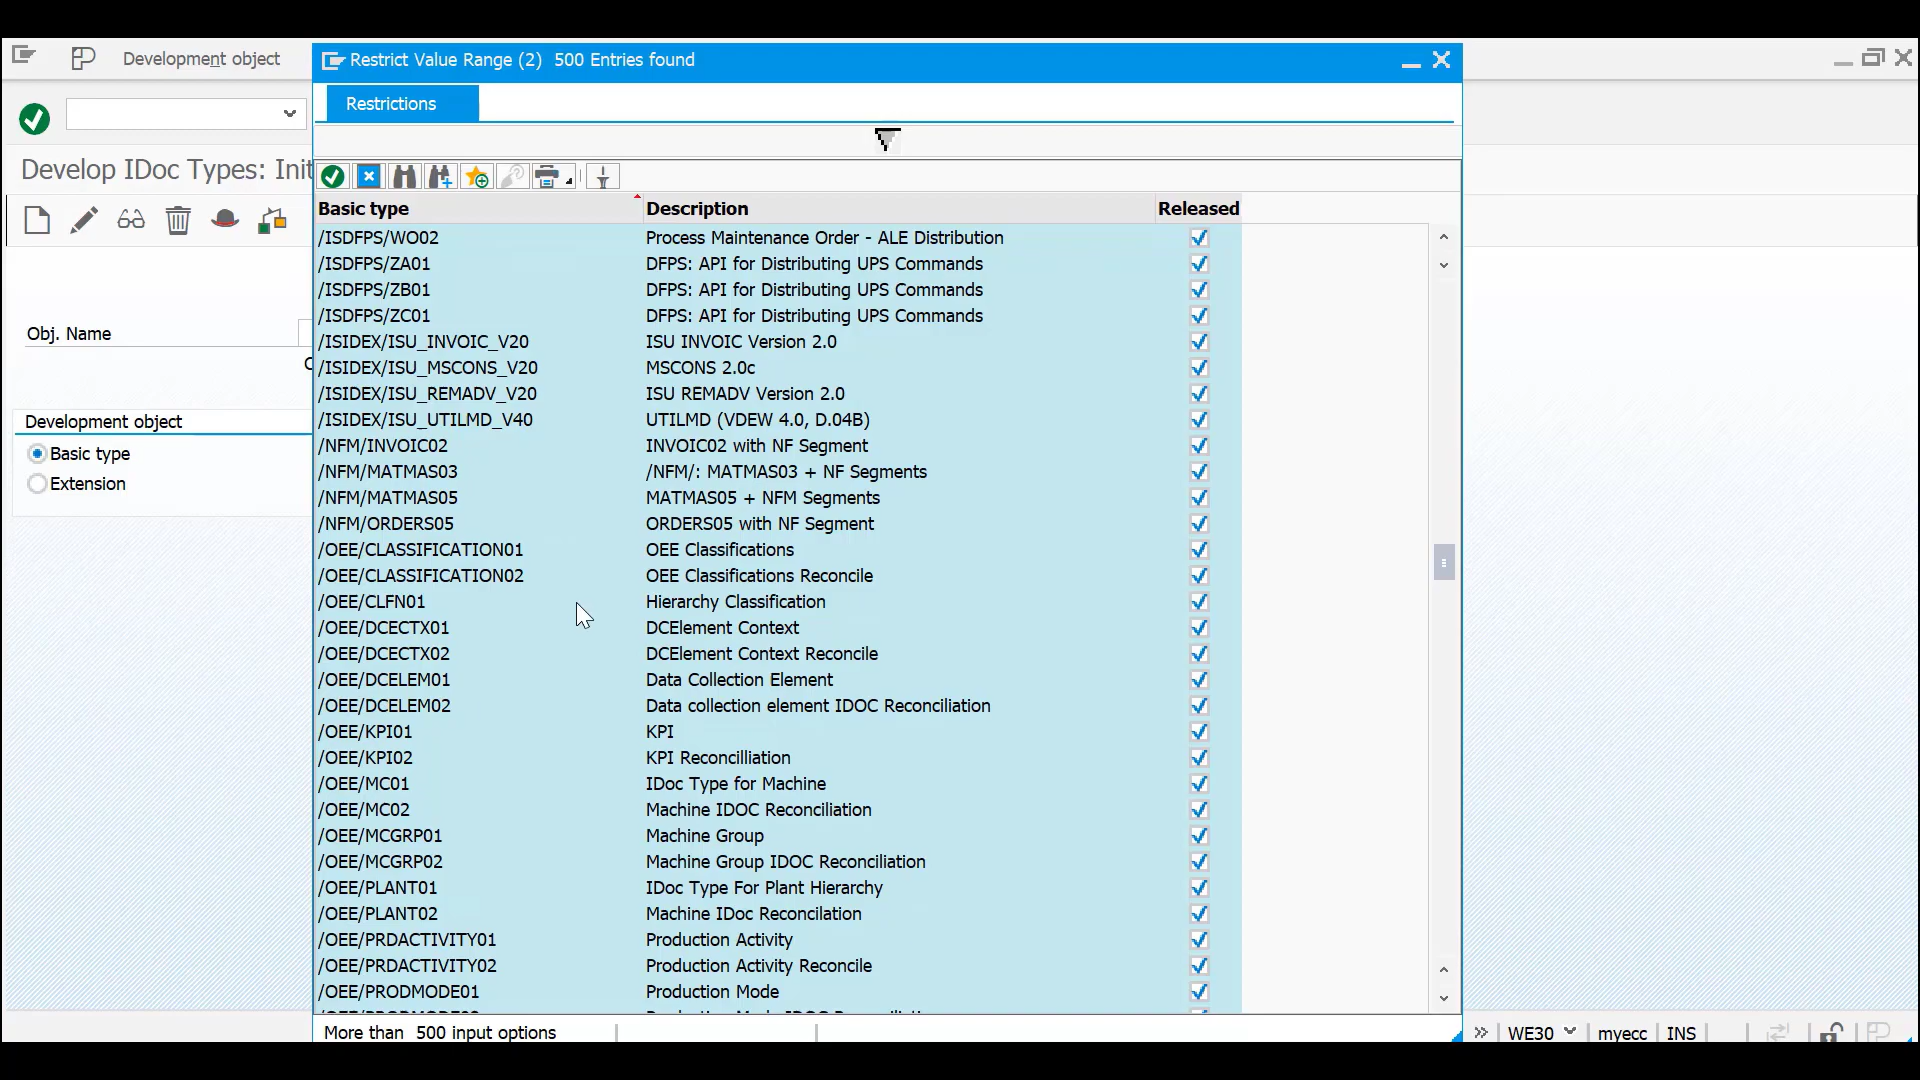 Development object
Restrict Value Range (2)   500 Entries found
Restrictions
Develop IDoc Types: Init
Basic type   Description   Released
/ISDFPS/WO02   Process Maintenance Order - ALE Distribution
/ISDFPS/ZA01   DFPS: API for Distributing UPS Commands
/ISDFPS/ZB01   DFPS: API for Distributing UPS Commands
/ISDFPS/ZC01   DFPS: API for Distributing UPS Commands
/ISIDEX/ISU_INVOIC_V20   ISU INVOIC Version 2.0
/ISIDEX/ISU_MSCONS_V20   MSCONS 2.0c
/ISIDEX/ISU_REMADV_V20   ISU REMADV Version 2.0
/ISIDEX/ISU_UTILMD_V40   UTILMD (VDEW 4.0, D.04B)
/NFM/INVOIC02   INVOIC02 with NF Segment
/NFM/MATMAS03   /NFM/: MATMAS03 + NF Segments
/NFM/MATMAS05   MATMAS05 + NFM Segments
/NFM/ORDERS05   ORDERS05 with NF Segment
/OEE/CLASSIFICATION01   OEE Classifications
/OEE/CLASSIFICATION02   OEE Classifications Reconcile
/OEE/CLFN01   Hierarchy Classification
/OEE/DCECTX01   DCElement Context
/OEE/DCECTX02   DCElement Context Reconcile
/OEE/DCELEM01   Data Collection Element
/OEE/DCELEM02   Data collection element IDOC Reconciliation
/OEE/KPI01   KPI
/OEE/KPI02   KPI Reconcilliation
/OEE/MC01   IDoc Type for Machine
/OEE/MC02   Machine IDOC Reconciliation
/OEE/MCGRP01   Machine Group
/OEE/MCGRP02   Machine Group IDOC Reconciliation
/OEE/PLANT01   IDoc Type For Plant Hierarchy
/OEE/PLANT02   Machine IDoc Reconcilation
/OEE/PRDACTIVITY01   Production Activity
/OEE/PRDACTIVITY02   Production Activity Reconcile
/OEE/PRODMODE01   Production Mode
Obj. Name
Development object
Basic type
Extension
More than   500 input options
WE30   myecc   INS